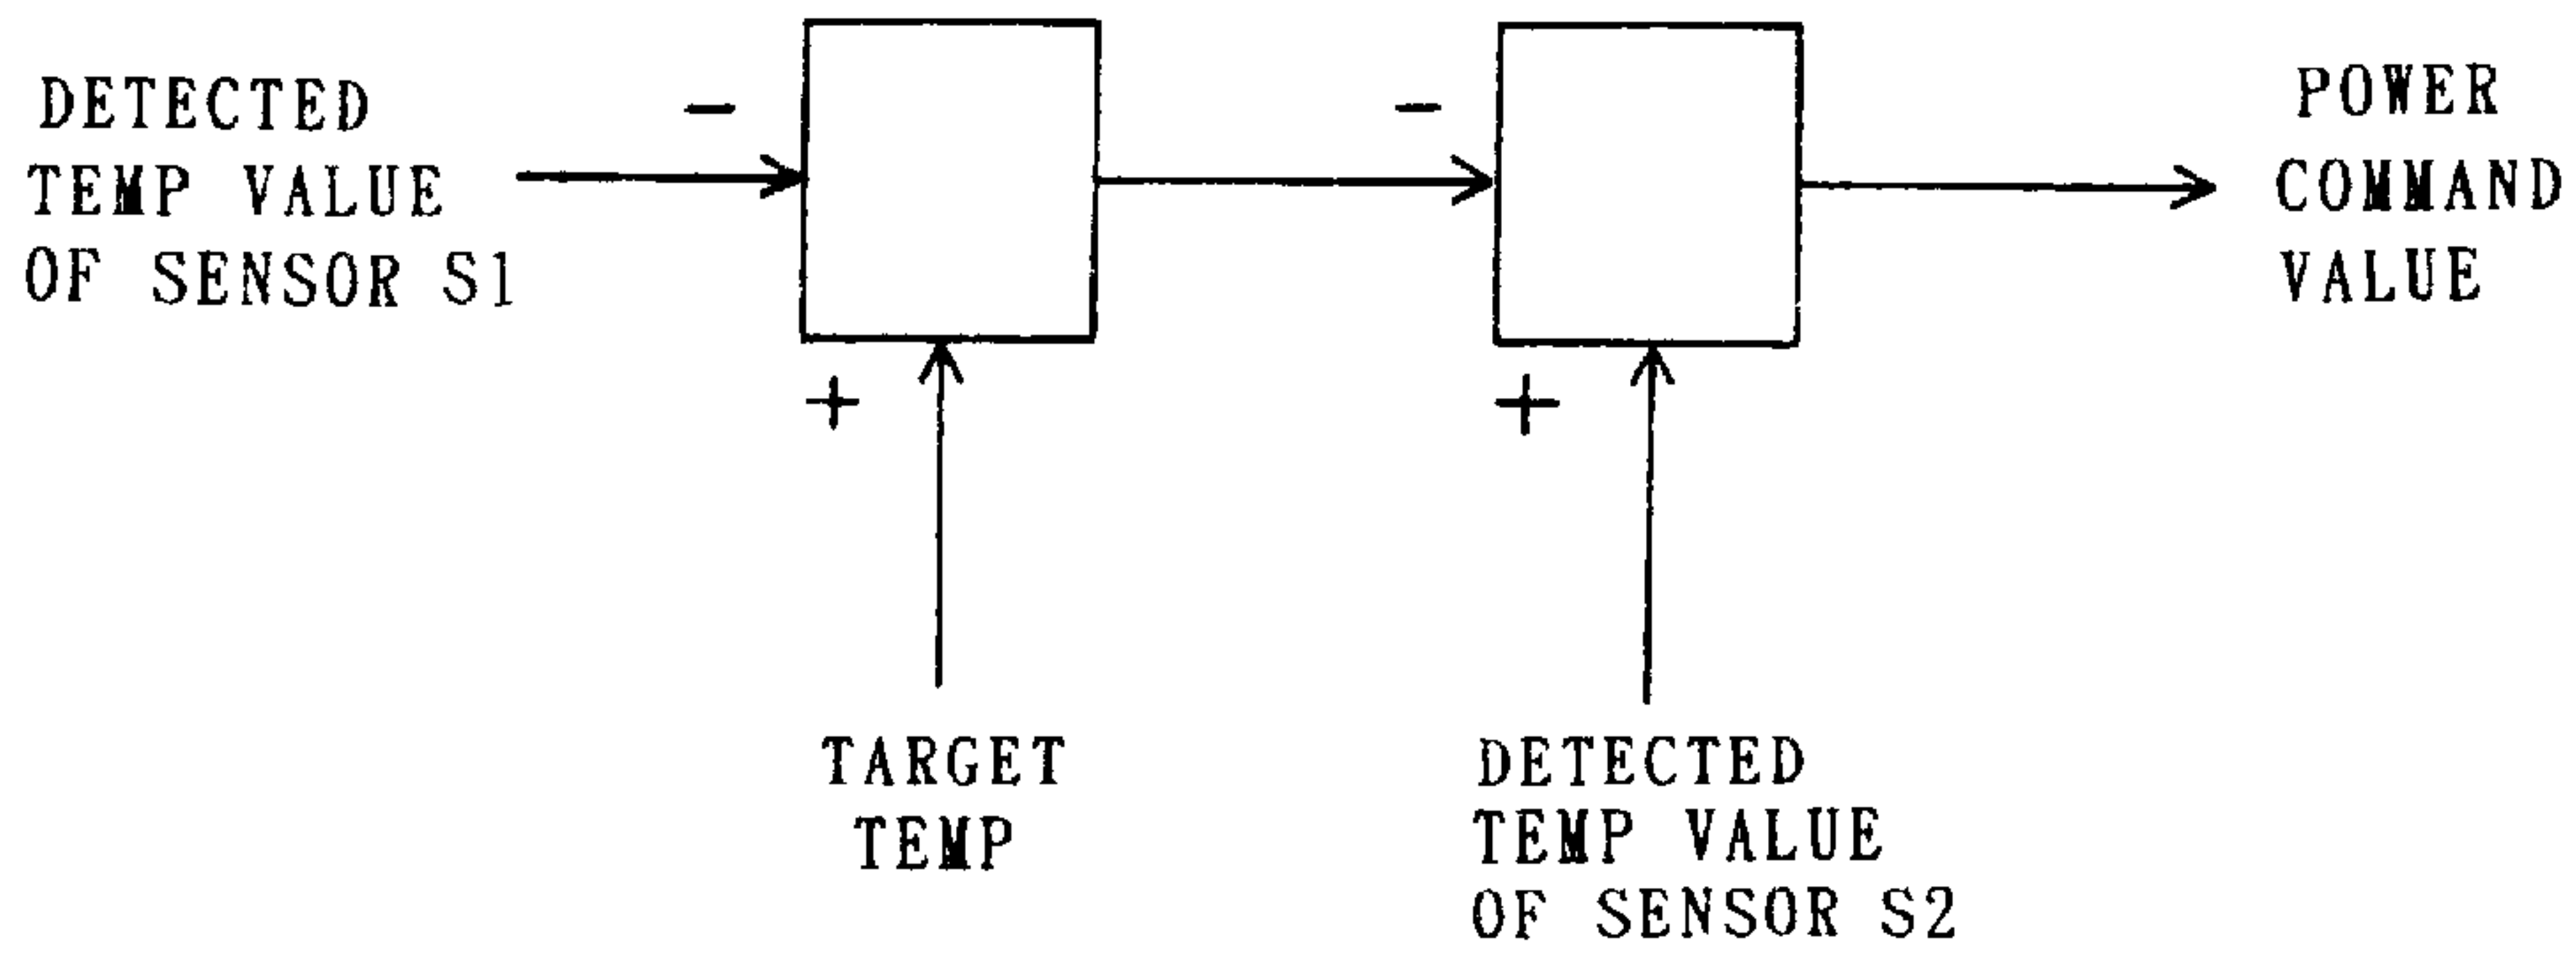 DETECTED
TEMP VALUE
OF SENSOR S1
-
+
TARGET
TEMP
-
+
DETECTED
TEMP VALUE
OF SENSOR S2
POWER
COMMAND
VALUE